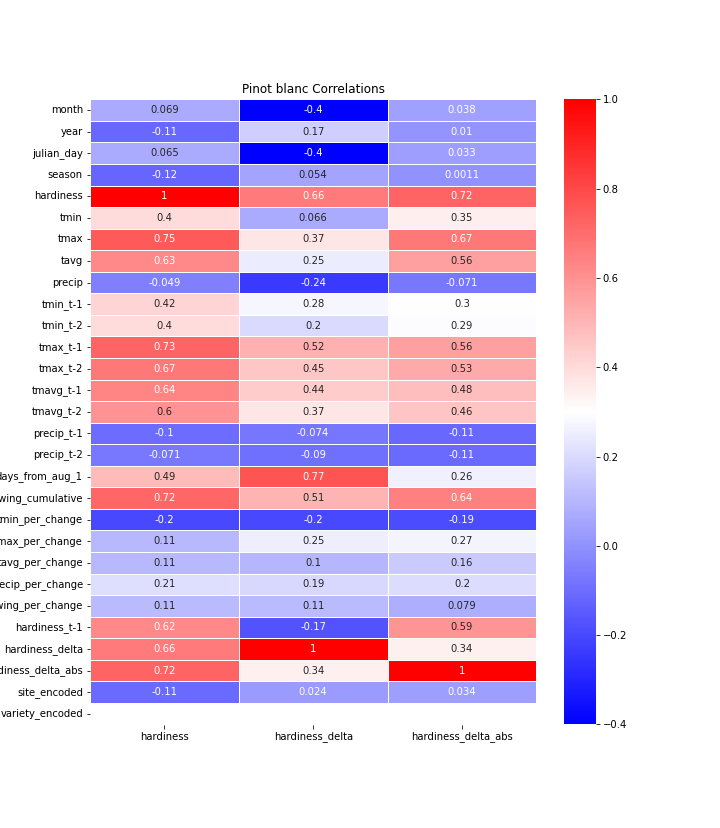 Pinot blanc Correlations
month 0.069 -0.4 0.038
year -0.11 0.17 0.01
julian_day 0.065 -0.4 0.033
season -0.12 0.054 0.0011
hardiness 1 0.66 0.72
tmin 0.4 0.066 0.35
tmax 0.75 0.37 0.67
tavg 0.63 0.25 0.56
precip -0.049 -0.24 -0.071
tmin_t-1 0.42 0.28 0.3
tmin_t-2 0.4 0.2 0.29
tmax_t-1 0.73 0.52 0.56
tmax_t-2 0.67 0.45 0.53
tmavg_t-1 0.64 0.44 0.48
tmavg_t-2 0.6 0.37 0.46
precip_t-1 -0.1 -0.074 -0.11
precip_t-2 -0.071 -0.09 -0.11
days_from_aug_1 0.49 0.77 0.26
wing_cumulative 0.72 0.51 0.64
tmin_per_change -0.2 -0.2 -0.19
max_per_change 0.11 0.25 0.27
tavg_per_change 0.11 0.1 0.16
ecip_per_change 0.21 0.19 0.2
wing_per_change 0.11 0.11 0.079
hardiness_t-1 0.62 -0.17 0.59
hardiness_delta 0.66 1 0.34
diness_delta_abs 0.72 0.34 1
site_encoded -0.11 0.024 0.034
variety_encoded
hardiness hardiness_delta hardiness_delta_abs
1.0
0.8
0.6
0.4
0.2
0.0
−0.2
−0.4